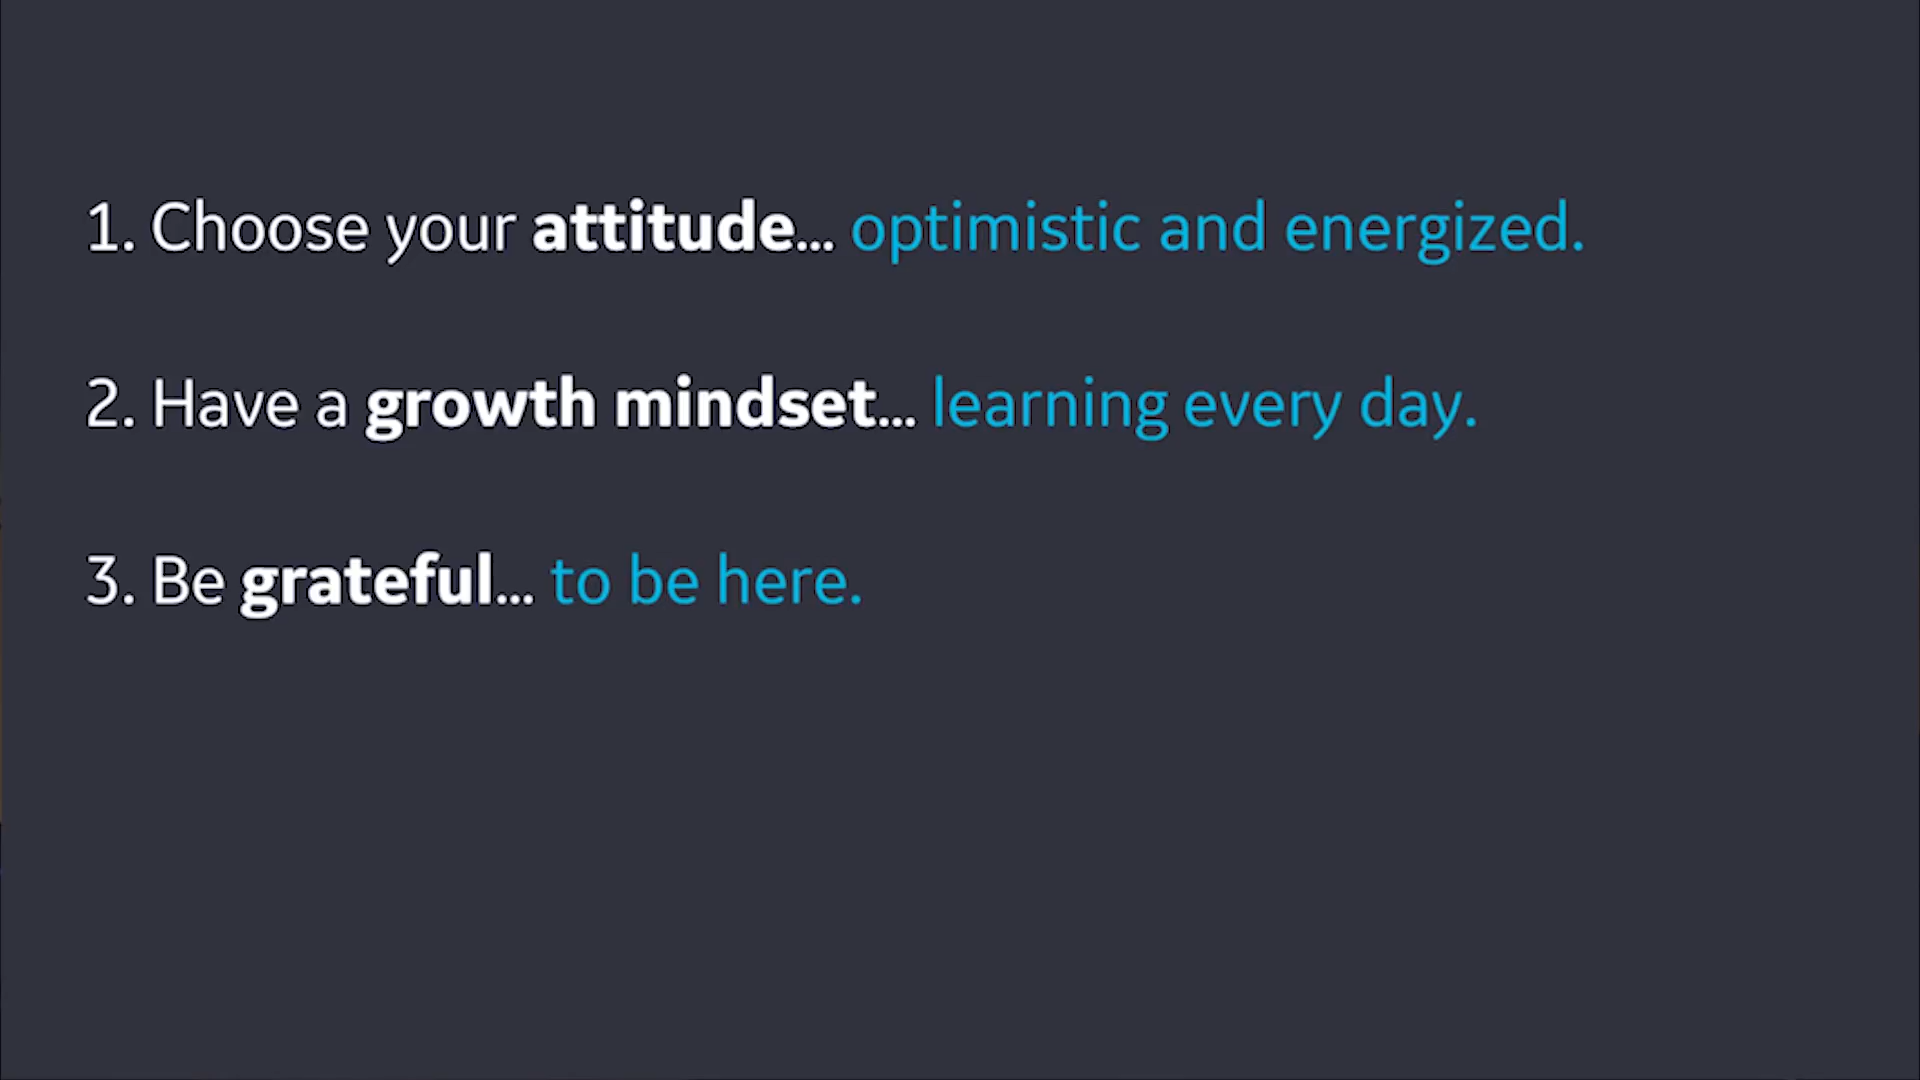 1. Choose your attitude... optimistic and energized.
2. Have a growth mindset... learning every day.
3. Be grateful... to be here.